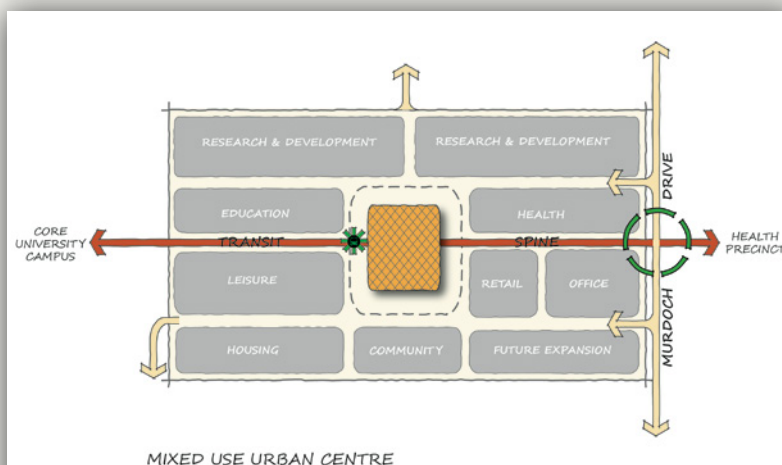 RESEARCH & DEVELOPMENT
RESEARCH & DEVELOPMENT
DRIVE
EDUCATION
HEALTH
CORE
UNIVERSITY
CAMPUS
TRANSIT
SPINE
HEALTH
PRECINCT
LEISURE
RETAIL
OFFICE
MURDOCH
HOUSING
COMMUNITY
FUTURE EXPANSION
MIXED USE URBAN CENTRE